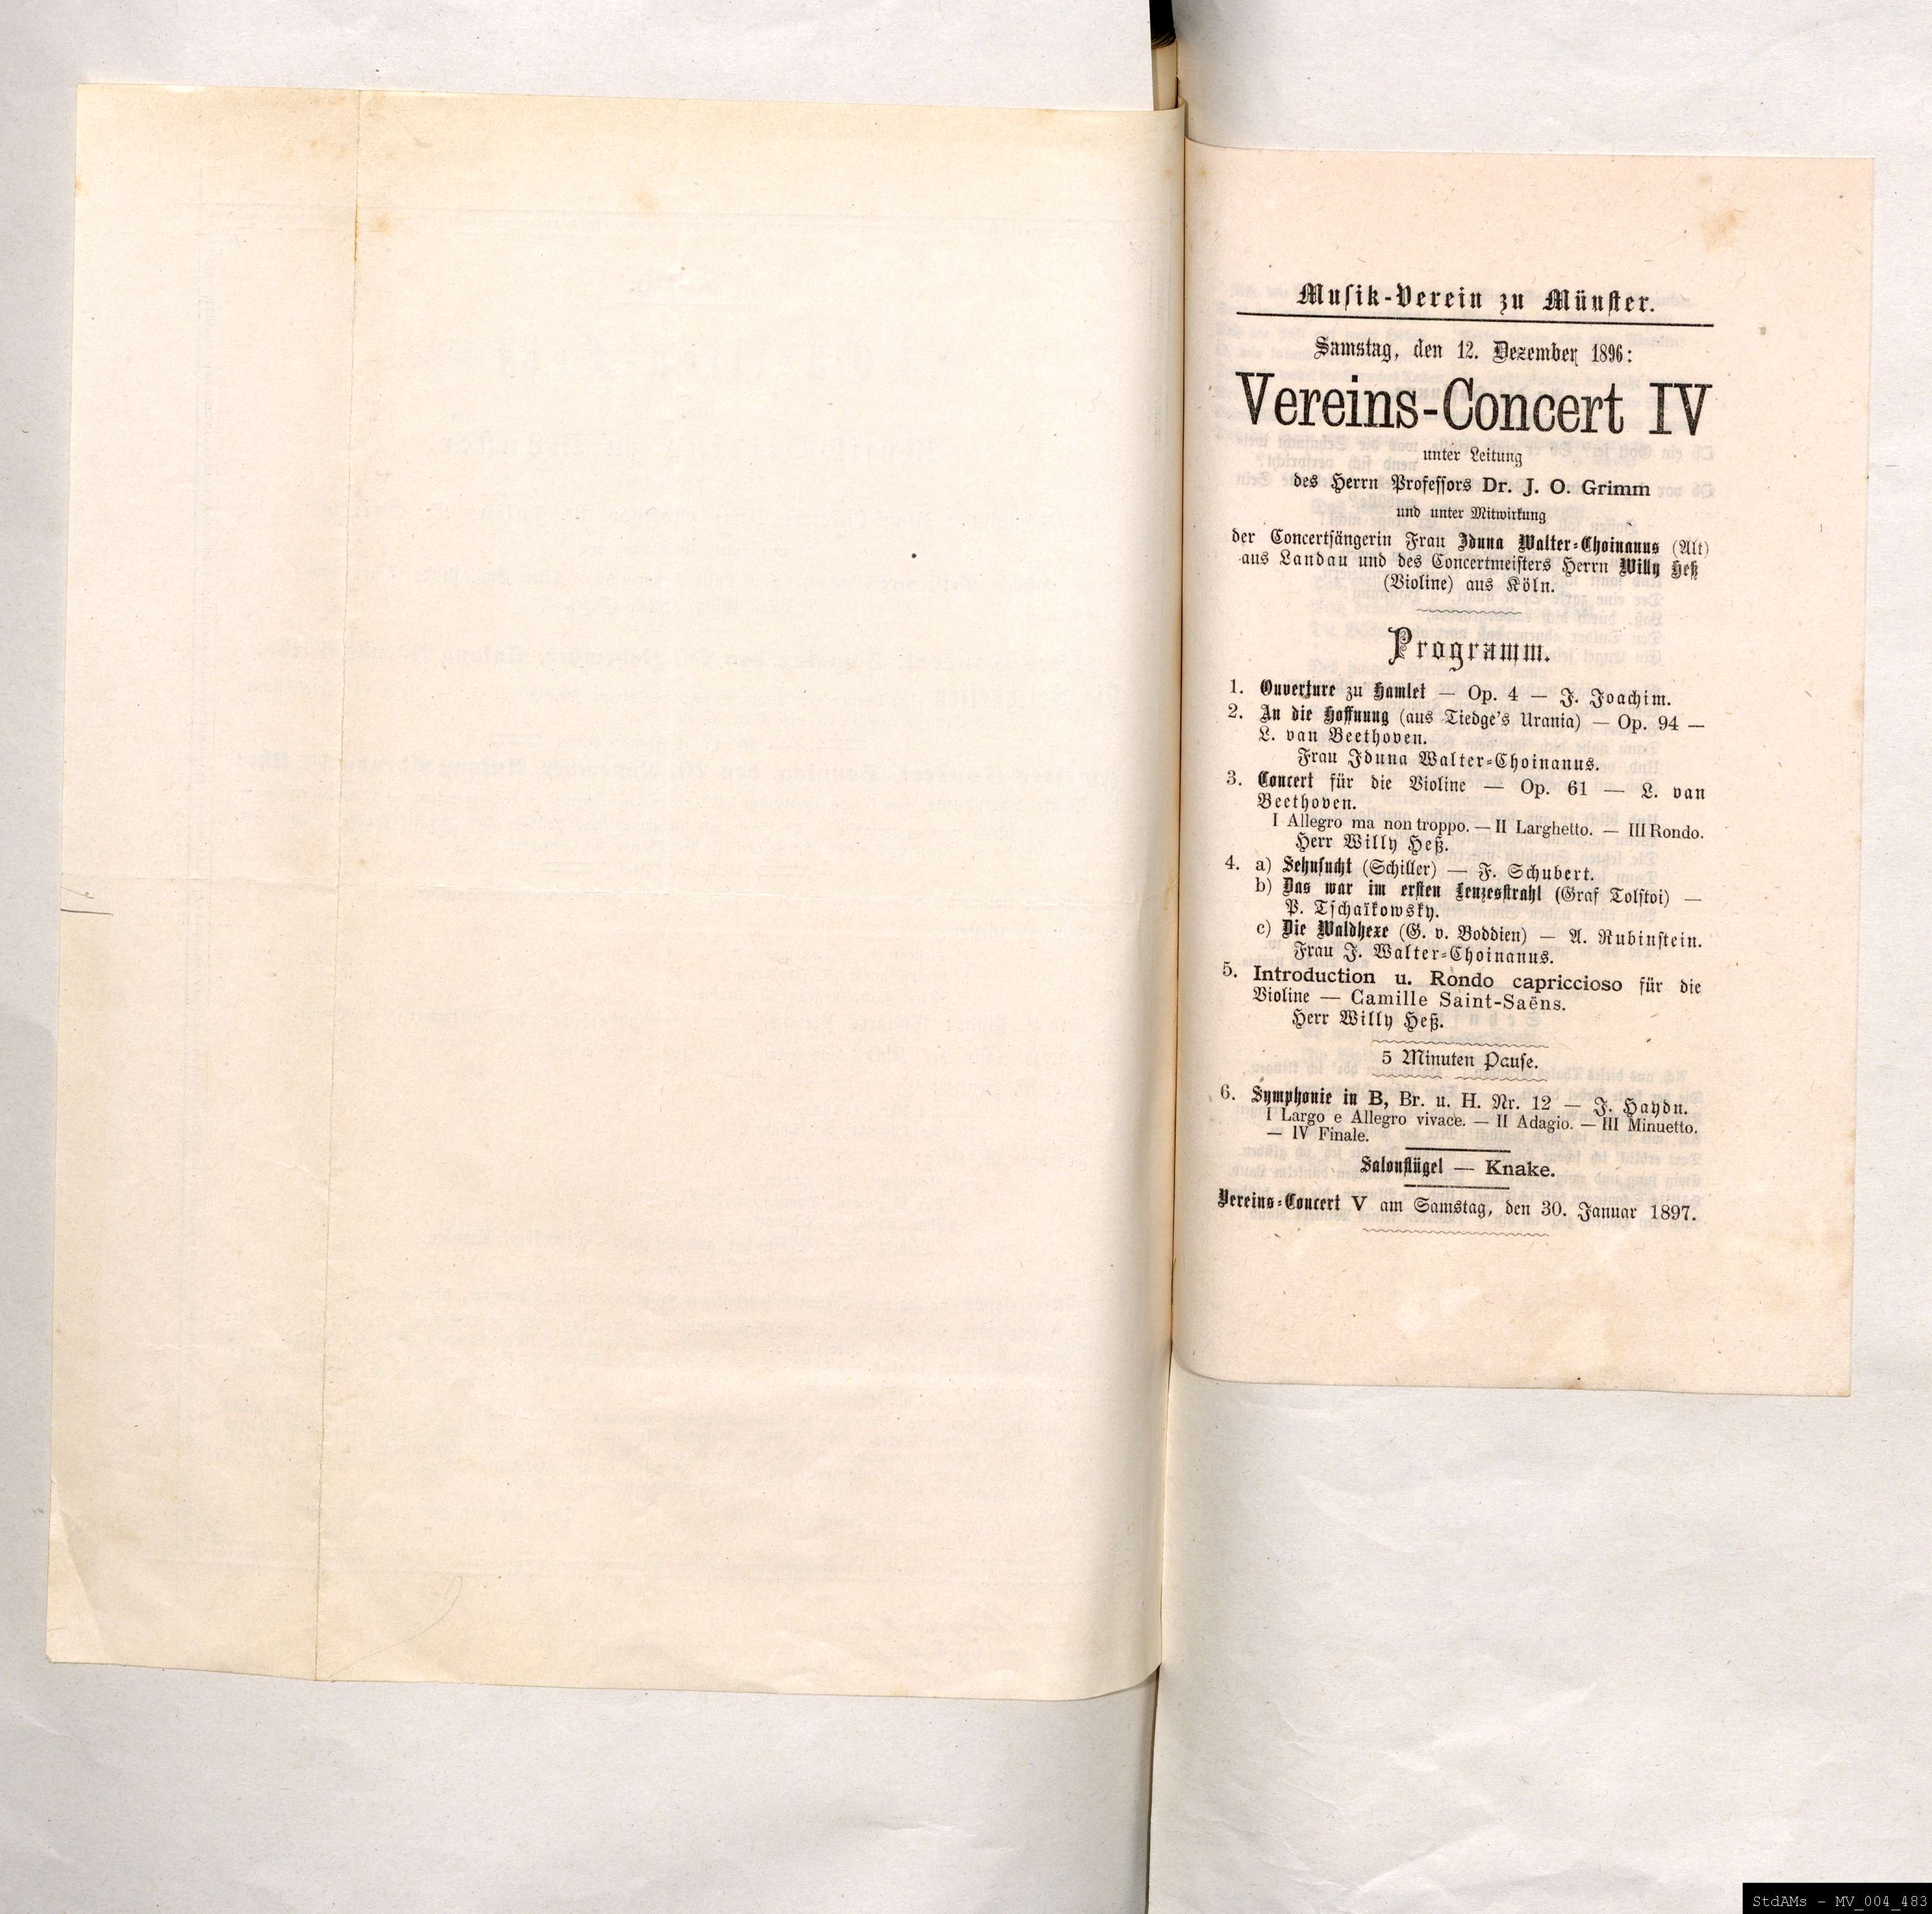 Musik-Verein zu Münster.
Samstag, den 12. Dezember 1896:
Vereins-Concert IV
unter Leitung
des Herrn Professors Dr. J. O. Grimm
und unter Mitwirkung
der Concertsängerin Frau Iduna Walter-Choinanus (Alt)
aus Landau und des Concertmeisters Herrn Willy Heß
(Violine) aus Köln.
Programm.
1. Ouverture zu Hamlet — Op. 4 — J. Joachim.
2. An die Hoffnung (aus Tiedge's Urania) — Op. 94 —
L. van Beethoven.
Frau Iduna Walter-Choinanus.
3. Concert für die Violine — Op. 61 — L. van
Beethoven.
I Allegro ma non troppo. — II Larghetto. — III Rondo.
Herr Willy Heß.
4. a) Sehnsucht (Schiller) — F. Schubert.
b) Das war im ersten Lenzesstrahl (Graf Tolstoi) —
P. Tschaïkowsky.
c) Die Waldhexe (G. v. Boddien) — A. Rubinstein.
Frau J. Walter-Choinanus.
5. Introduction u. Rondo capriccioso für die
Violine — Camille Saint-Saëns.
Herr Willy Heß.
5 Minuten Pause.
6. Symphonie in B, Br. u. H. Nr. 12 — J. Haydn.
I Largo e Allegro vivace. — II Adagio. — III Minuetto.
— IV Finale.
Salonflügel — Knake.
Vereins-Concert V am Samstag, den 30. Januar 1897.
StdAMs - MV_004_483